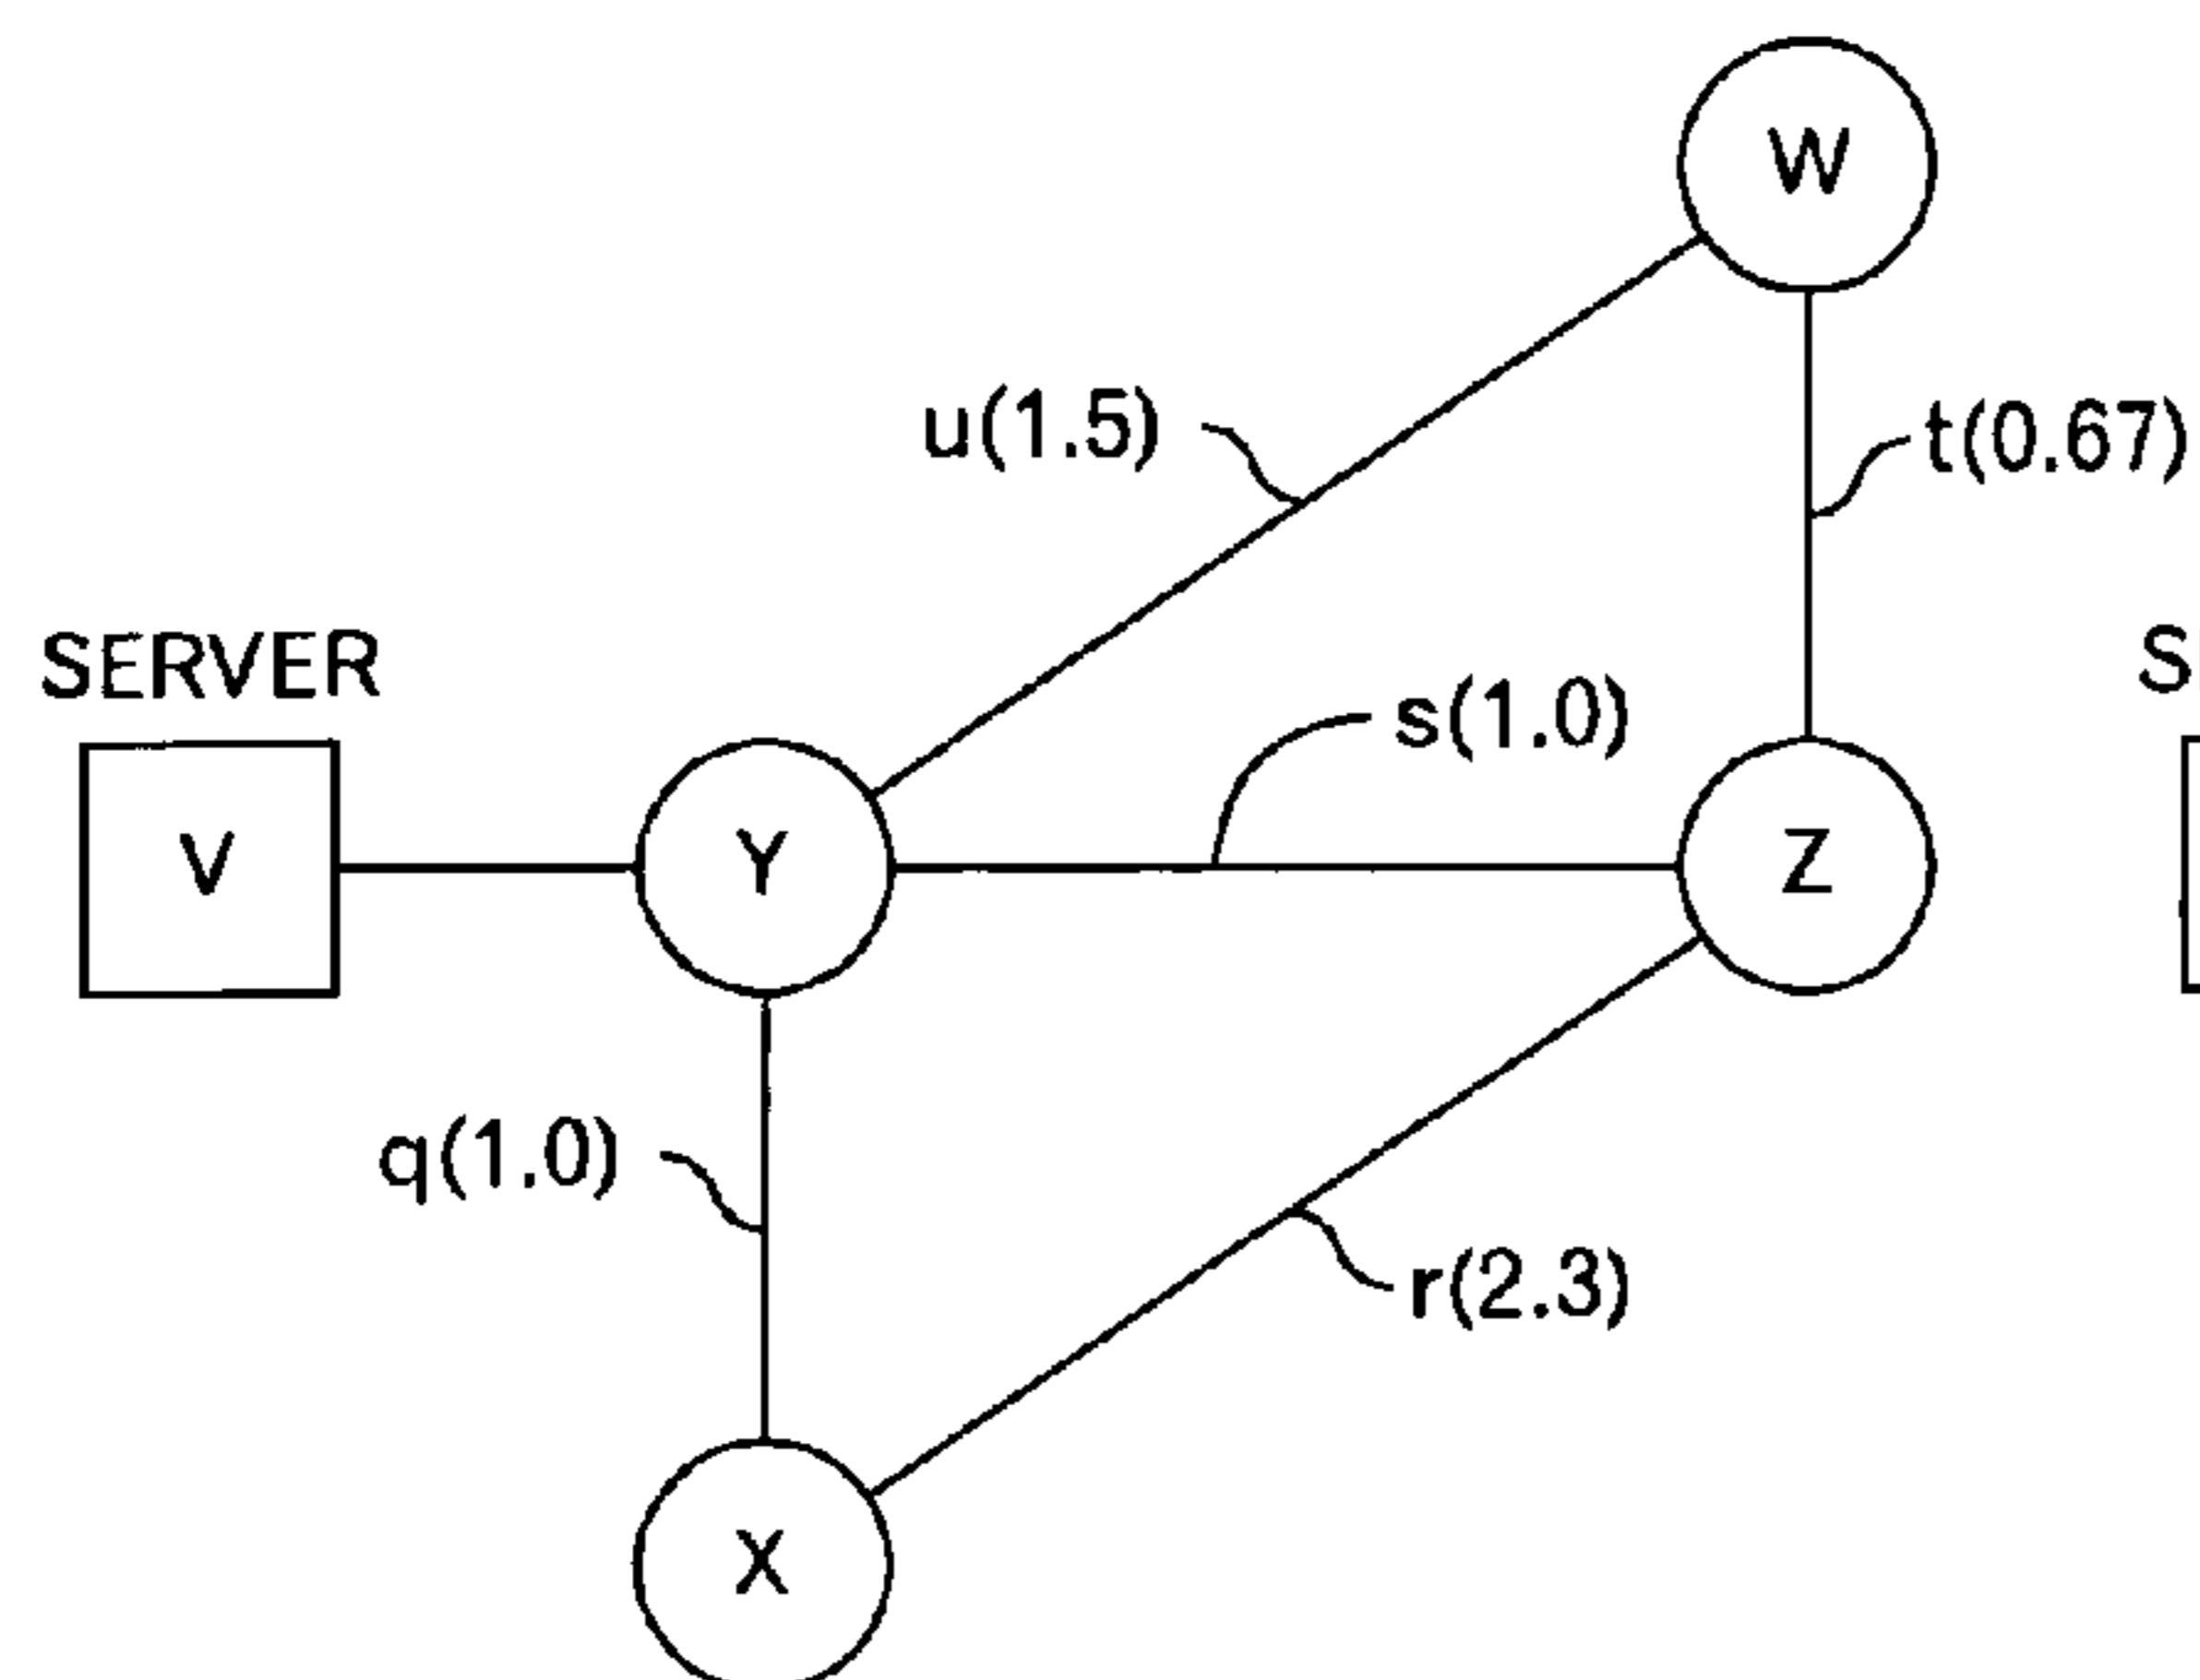 W
u(1.5)
t(0.67)
SERVER
s(1.0)
V
Y
Z
q(1.0)
r(2.3)
X